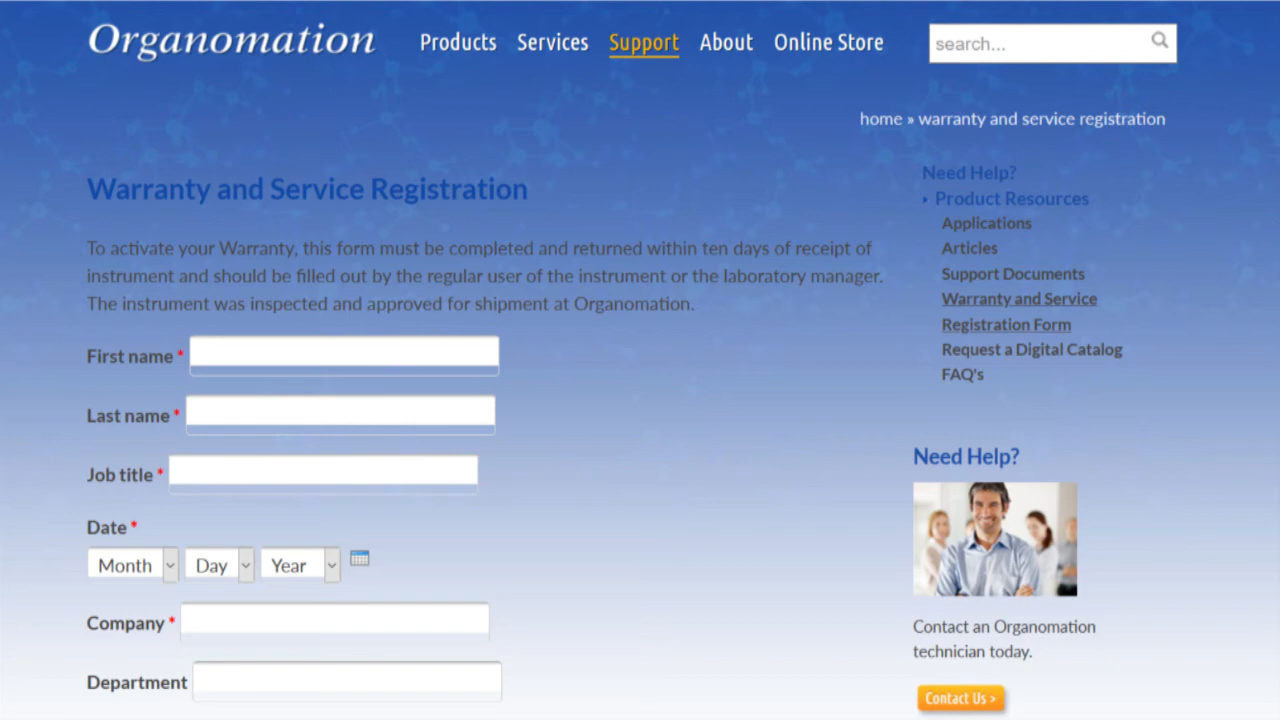 Organomation
Products Services Support About Online Store
search...
home » warranty and service registration
Warranty and Service Registration
To activate your Warranty, this form must be completed and returned within ten days of receipt of
instrument and should be filled out by the regular user of the instrument or the laboratory manager.
The instrument was inspected and approved for shipment at Organomation.
First name *
Last name *
Job title *
Date *
Month Day Year
Company *
Department
Need Help?
Product Resources
Applications
Articles
Support Documents
Warranty and Service
Registration Form
Request a Digital Catalog
FAQ's
Need Help?
Contact an Organomation
technician today.
Contact Us >